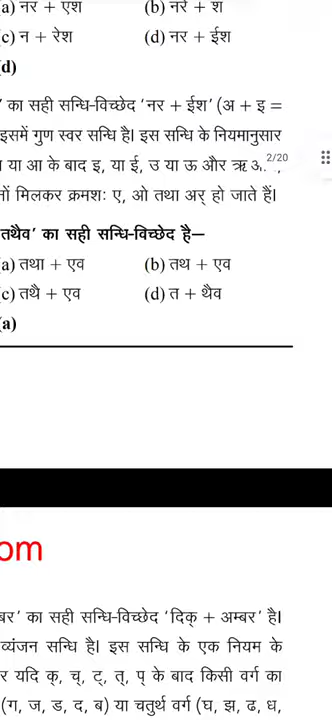 (a) नर + एश (b) नरे + श
(c) न + रेश (d) नर + ईश
(d)
’ का सही सन्धि-विच्छेद ‘नर + ईश’ (अ + इ =
इसमें गुण स्वर सन्धि है। इस सन्धि के नियमानुसार
या आ के बाद इ, या ई, उ या ऊ और ऋ
2/20
नों मिलकर क्रमशः ए, ओ तथा अर् हो जाते हैं।
तथैव’ का सही सन्धि-विच्छेद है—
(a) तथा + एव (b) तथ + एव
(c) तथै + एव (d) त + थैव
(a)
om
बर’ का सही सन्धि-विच्छेद ‘दिक् + अम्बर’ है।
व्यंजन सन्धि है। इस सन्धि के एक नियम के
र यदि क्, च्, ट्, त्, प् के बाद किसी वर्ग का
(ग, ज, ड, द, ब) या चतुर्थ वर्ग (घ, झ, ढ, ध,